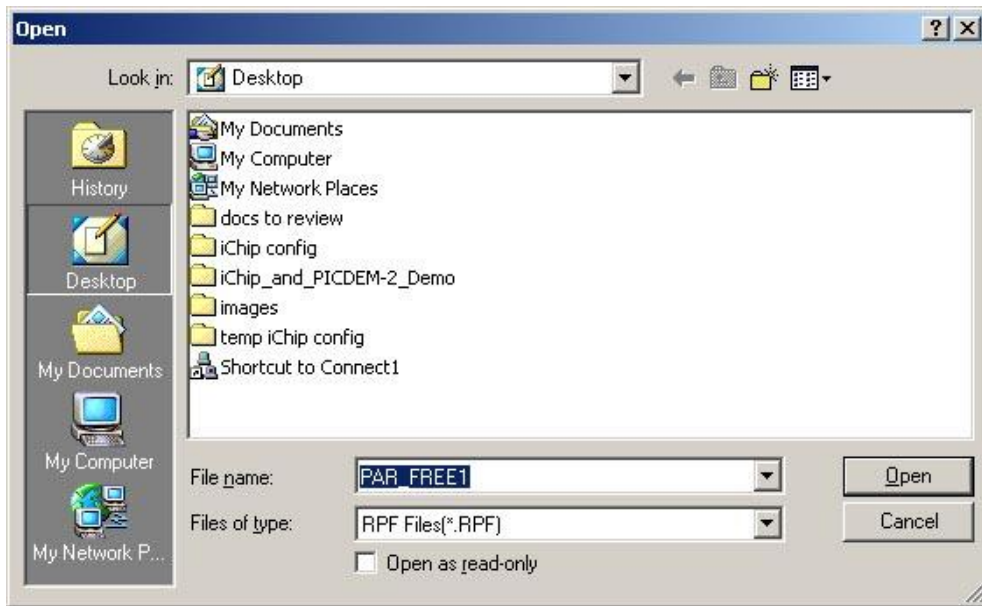 Open
Look in: Desktop
History
Desktop
My Documents
My Computer
My Network P...
My Documents
My Computer
My Network Places
docs to review
iChip config
iChip_and_PICDEM-2_Demo
images
temp iChip config
Shortcut to Connect1
File name: PAR_FREE1 Open
Files of type: RPF Files(*.RPF) Cancel
Open as read-only